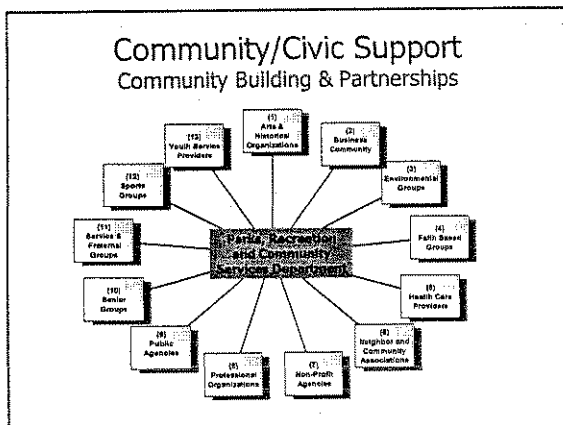 Community/Civic Support
Community Building & Partnerships
(1)
Arts &
Historical
Organizations
(2)
Business
Community
(3)
Environmental
Groups
(4)
Faith Based
Groups
(5)
Health Care
Providers
(6)
Neighbor and
Community
Associations
(7)
Non-Profit
Agencies
(8)
Professional
Organizations
(9)
Public
Agencies
(10)
Senior
Groups
(11)
Service &
Fraternal
Groups
(12)
Sports
Groups
(13)
Youth Service
Providers
Parks, Recreation
and Community
Services Department